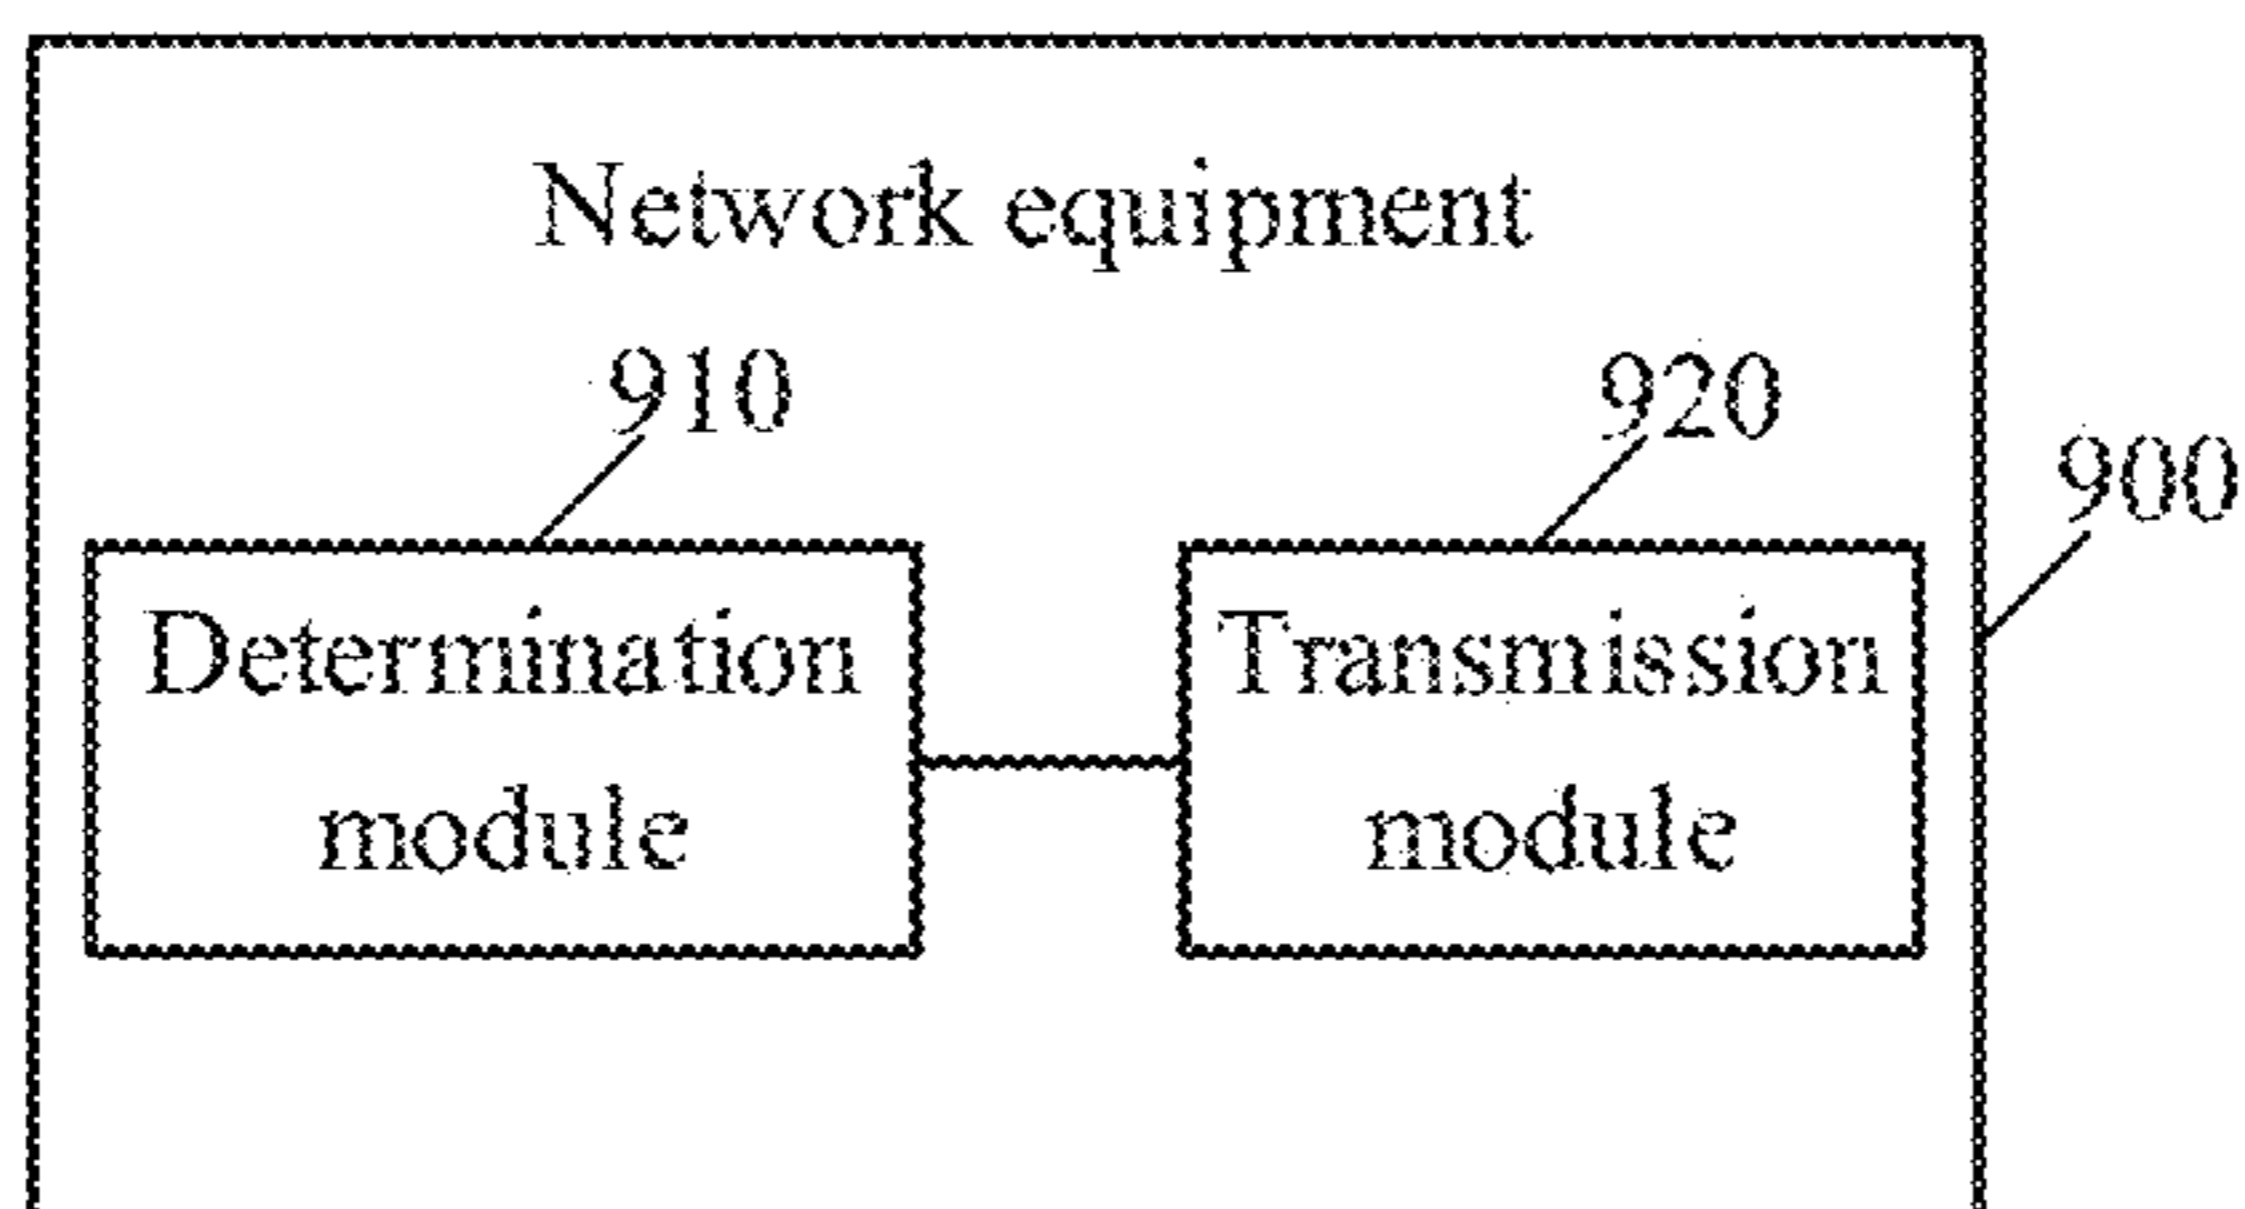 Network equipment
910
920
900
Determination
module
Transmission
module